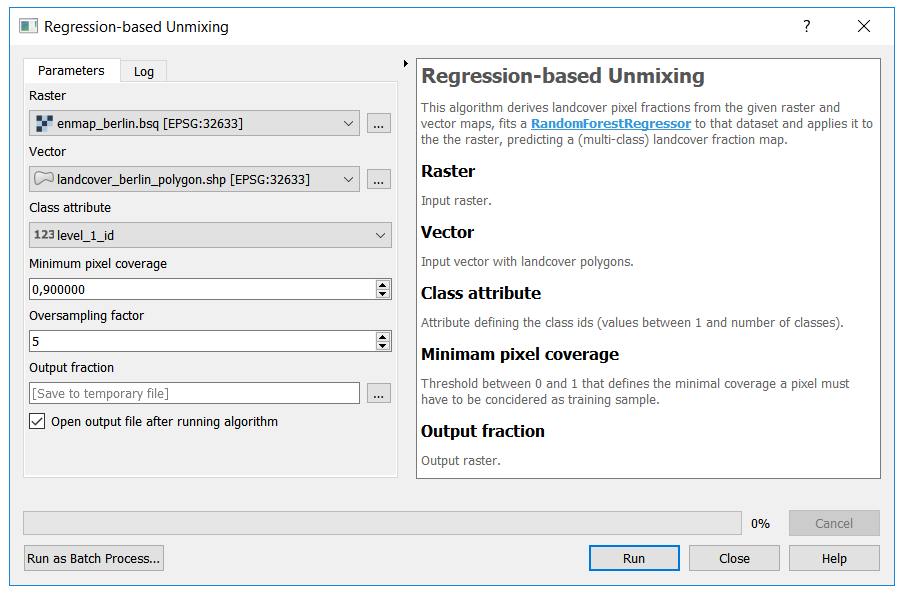 Regression-based Unmixing
?
Parameters
Log
Raster
enmap_berlin.bsq [EPSG:32633]
...
Vector
landcover_berlin_polygon.shp [EPSG:32633]
...
Class attribute
123 level_1_id
Minimum pixel coverage
0,900000
Oversampling factor
5
Output fraction
[Save to temporary file]
...
Open output file after running algorithm
Regression-based Unmixing
This algorithm derives landcover pixel fractions from the given raster and
vector maps, fits a RandomForestRegressor to that dataset and applies it to
the the raster, predicting a (multi-class) landcover fraction map.
Raster
Input raster.
Vector
Input vector with landcover polygons.
Class attribute
Attribute defining the class ids (values between 1 and number of classes).
Minimam pixel coverage
Threshold between 0 and 1 that defines the minimal coverage a pixel must
have to be concidered as training sample.
Output fraction
Output raster.
0%
Cancel
Run as Batch Process...
Run
Close
Help